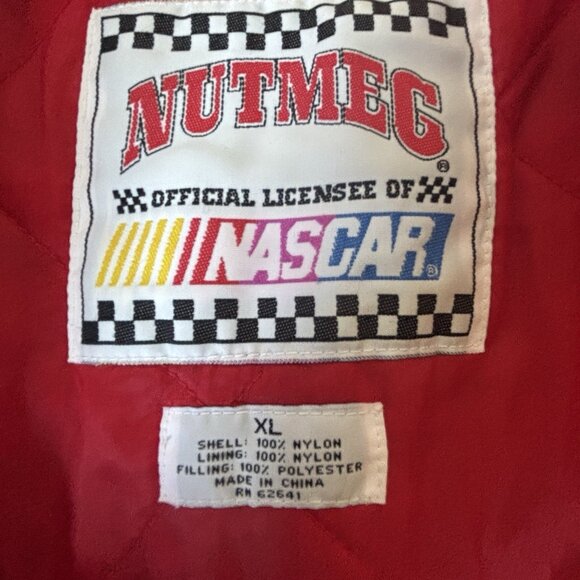 NUTMEG®
OFFICIAL LICENSEE OF
NASCAR®
XL
SHELL: 100% NYLON
LINING: 100% NYLON
FILLING: 100% POLYESTER
MADE IN CHINA
RN 62641